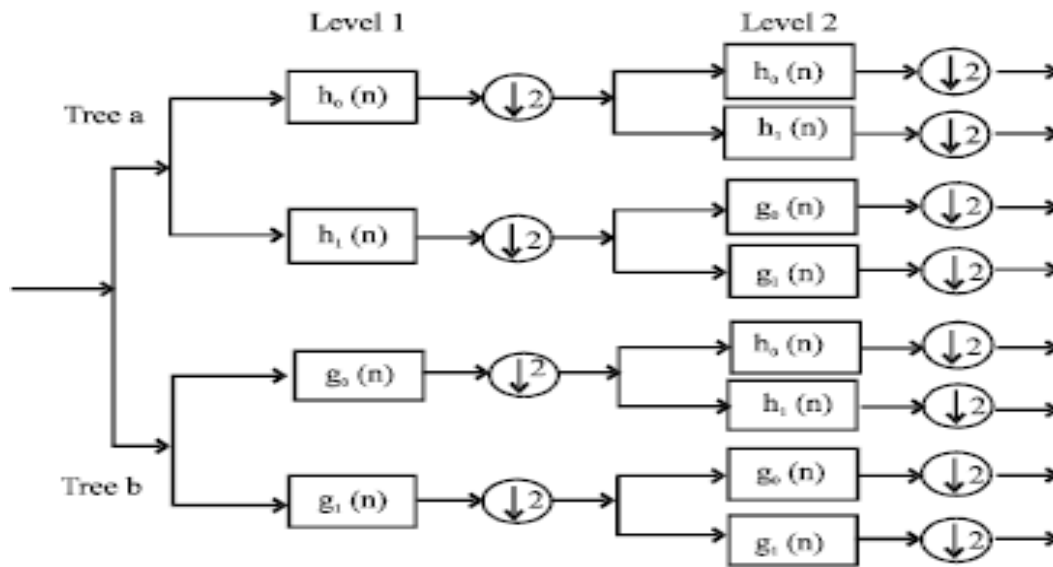 Level 1 Level 2
Tree a
h₀ (n) ↓2 h₀ (n) ↓2
h₁ (n) ↓2
h₁ (n) ↓2 g₀ (n) ↓2
g₁ (n) ↓2
g₀ (n) ↓2 h₀ (n) ↓2
h₁ (n) ↓2
Tree b
g₁ (n) ↓2 g₀ (n) ↓2
g₁ (n) ↓2